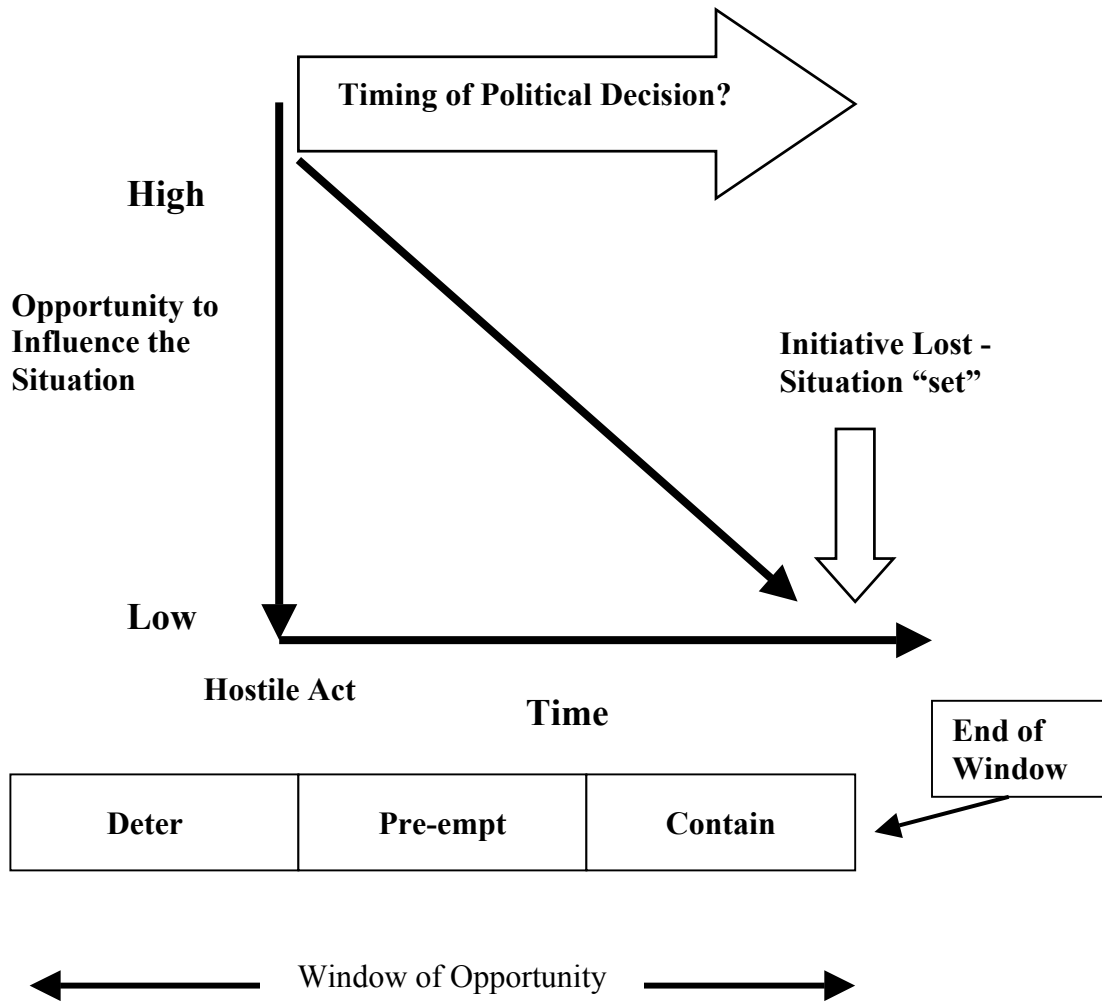 Timing of Political Decision?
High
Opportunity to
Influence the
Situation
Initiative Lost -
Situation “set”
Low
Hostile Act
Time
End of
Window
Deter
Pre-empt
Contain
Window of Opportunity